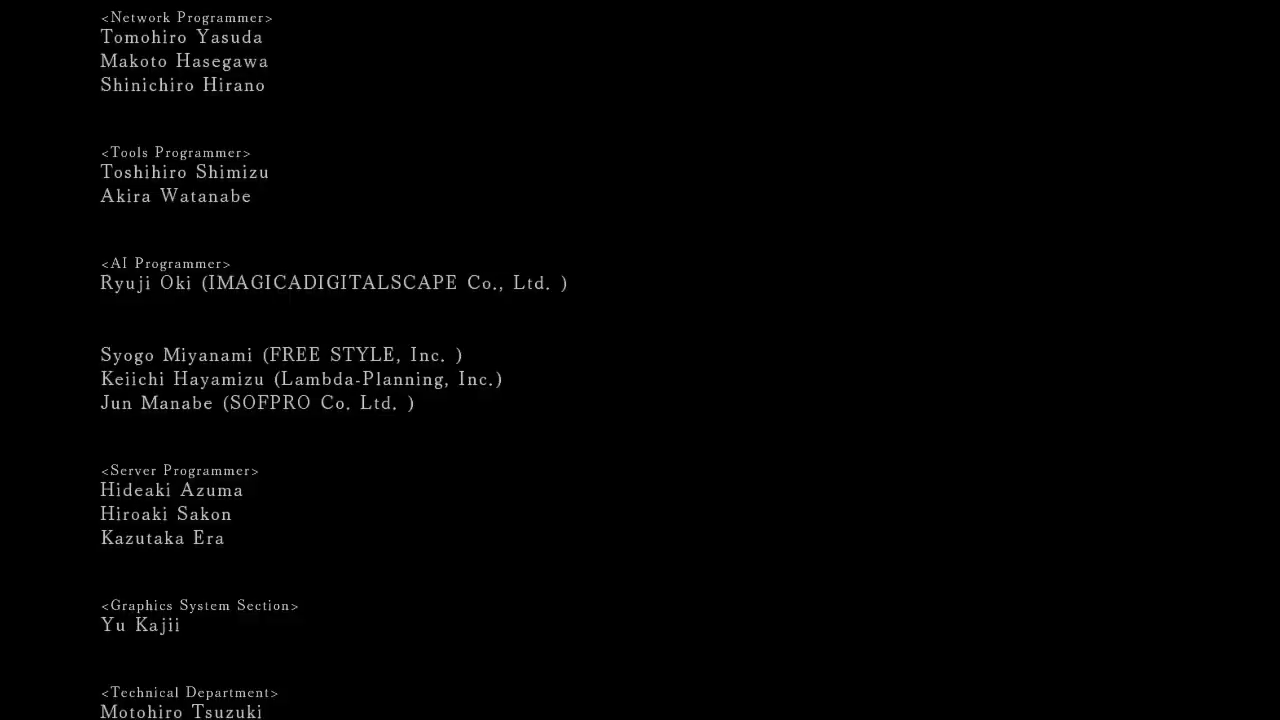 <Network Programmer>
Tomohiro Yasuda
Makoto Hasegawa
Shinichiro Hirano
<Tools Programmer>
Toshihiro Shimizu
Akira Watanabe
<AI Programmer>
Ryuji Oki (IMAGICADIGITALSCAPE Co., Ltd. )
Syogo Miyanami (FREE STYLE, Inc. )
Keiichi Hayamizu (Lambda-Planning, Inc.)
Jun Manabe (SOFPRO Co. Ltd. )
<Server Programmer>
Hideaki Azuma
Hiroaki Sakon
Kazutaka Era
<Graphics System Section>
Yu Kajii
<Technical Department>
Motohiro Tsuzuki